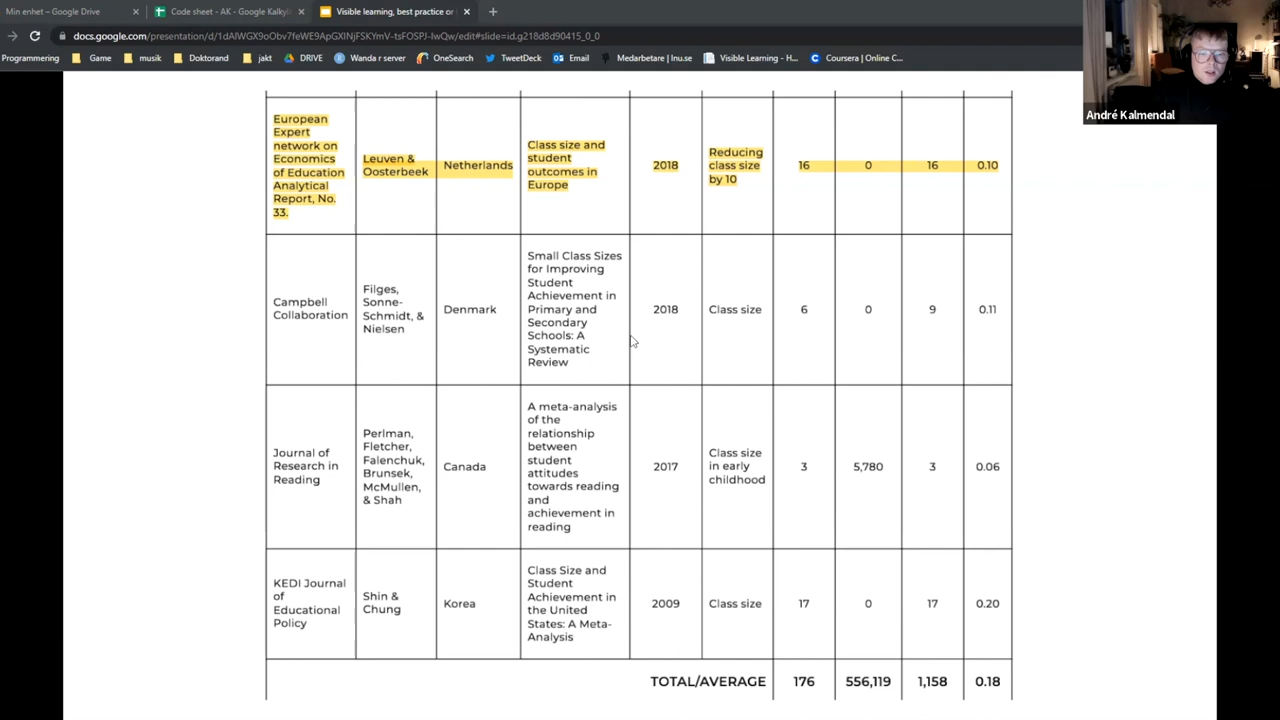 Min enhet – Google Drive
Code sheet - AK - Google Kalkyl
Visible learning, best practice or
docs.google.com/presentation/d/1dAlWGX9oObv7feWE9ApGXlNjFSKYmV-tsFOSPJ-IwQw/edit#slide=id.g218d8d90415_0_0
Programmering
Game
musik
Doktorand
jakt
DRIVE
Wanda r server
OneSearch
TweetDeck
Email
Medarbetare | lnu.se
Visible Learning - H...
Coursera | Online C...
André Kalmendal
European
Expert
network on
Economics
of Education
Analytical
Report, No.
33.
Leuven &
Oosterbeek
Netherlands
Class size and
student
outcomes in
Europe
2018
Reducing
class size
by 10
16
0
16
0.10
Campbell
Collaboration
Filges,
Sonne-
Schmidt, &
Nielsen
Denmark
Small Class Sizes
for Improving
Student
Achievement in
Primary and
Secondary
Schools: A
Systematic
Review
2018
Class size
6
0
9
0.11
Journal of
Research in
Reading
Perlman,
Fletcher,
Falenchuk,
Brunsek,
McMullen,
& Shah
Canada
A meta-analysis
of the
relationship
between
student
attitudes
towards reading
and
achievement in
reading
2017
Class size
in early
childhood
3
5,780
3
0.06
KEDI Journal
of
Educational
Policy
Shin &
Chung
Korea
Class Size and
Student
Achievement in
the United
States: A Meta-
Analysis
2009
Class size
17
0
17
0.20
TOTAL/AVERAGE
176
556,119
1,158
0.18